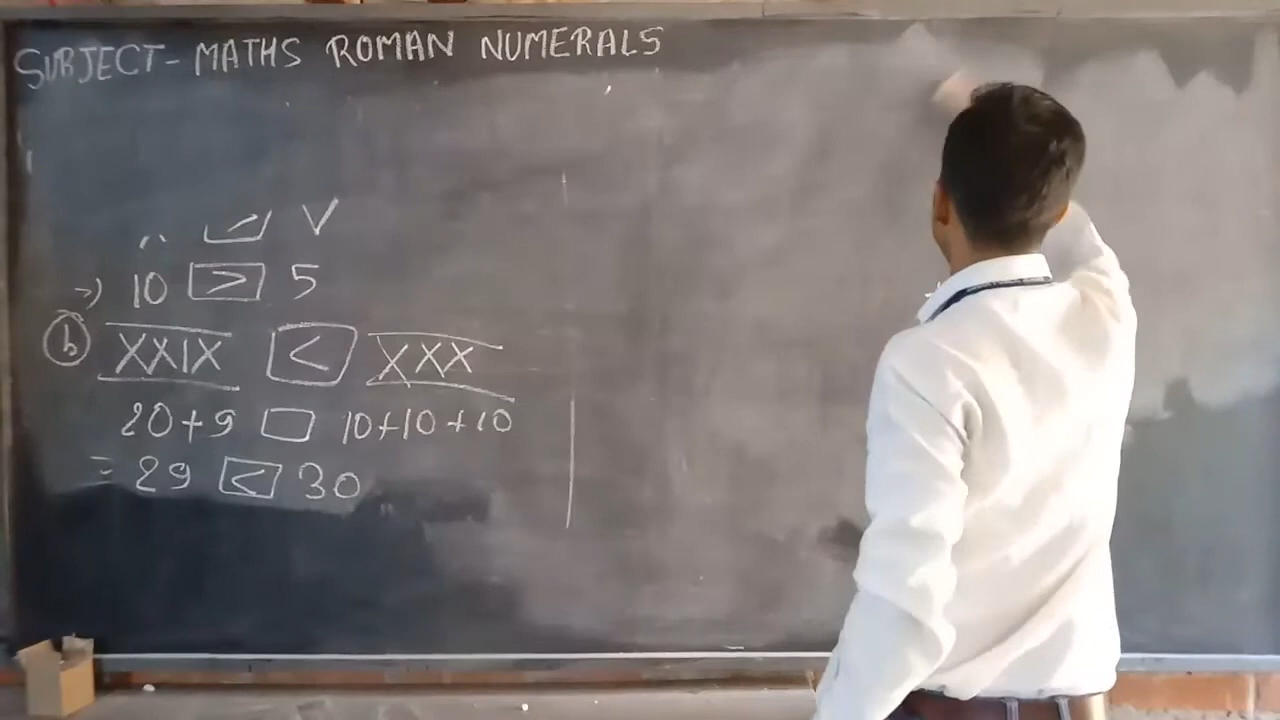 SUBJECT - MATHS ROMAN NUMERALS
V
10 > 5
(b) XXIX < XXX
20+9 □ 10+10+10
= 29 < 30